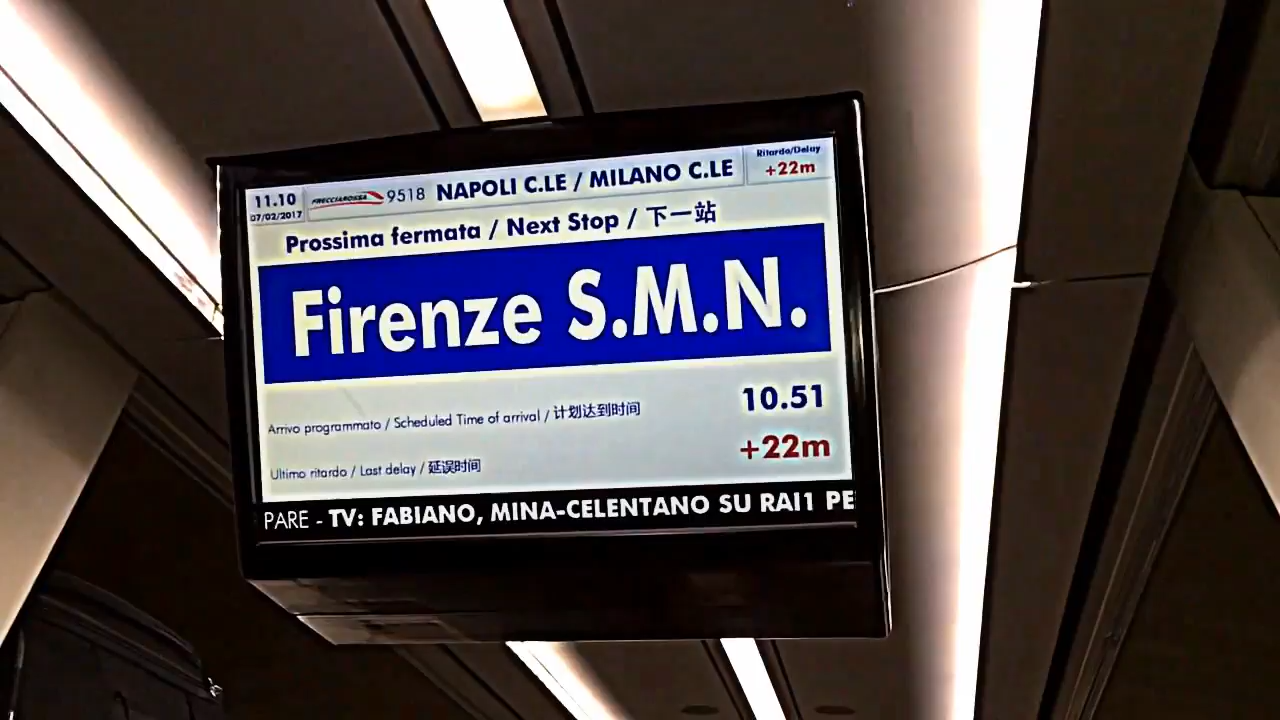 11.10 FRECCIAROSSA 9518 NAPOLI C.LE / MILANO C.LE Ritardo/Delay
07/02/2017 +22m
Prossima fermata / Next Stop / 下一站
Firenze S.M.N.
Arrivo programmato / Scheduled Time of arrival / 计划达到时间 10.51
Ultimo ritardo / Last delay / 延误时间 +22m
PARE - TV: FABIANO, MINA-CELENTANO SU RAI1 PE